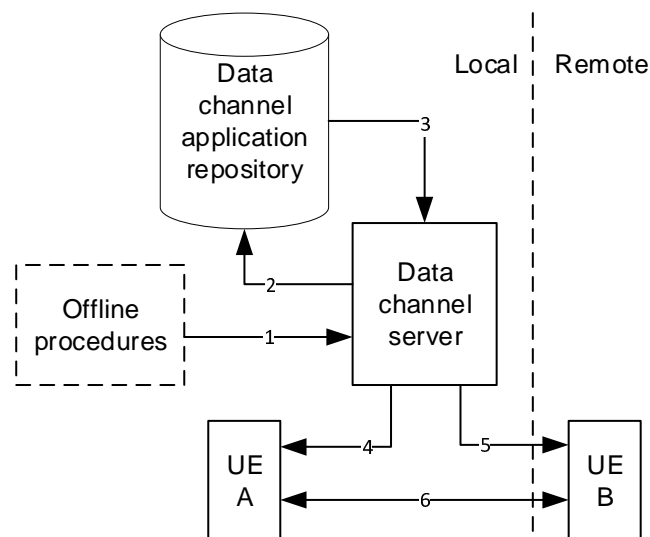 Data
channel
application
repository
Local
Remote
3
2
Offline
procedures
1
Data
channel
server
4
5
UE
A
6
UE
B